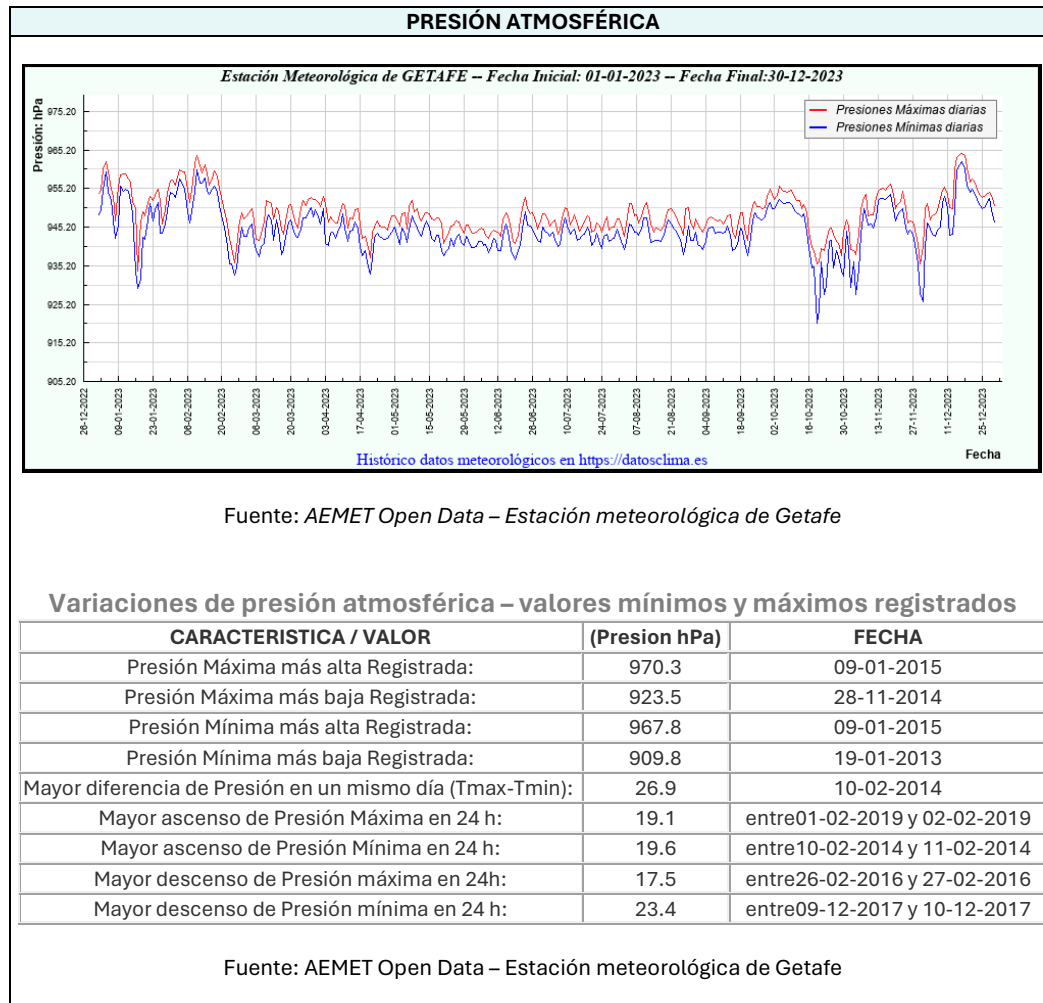 PRESIÓN ATMOSFÉRICA
Estación Meteorológica de GETAFE -- Fecha Inicial: 01-01-2023 -- Fecha Final:30-12-2023
Presión: hPa
Presiones Máximas diarias
Presiones Mínimas diarias
975.20
965.20
955.20
945.20
935.20
925.20
915.20
905.20
26-12-2022
09-01-2023
23-01-2023
06-02-2023
20-02-2023
06-03-2023
20-03-2023
03-04-2023
17-04-2023
01-05-2023
15-05-2023
29-05-2023
12-06-2023
26-06-2023
10-07-2023
24-07-2023
07-08-2023
21-08-2023
04-09-2023
18-09-2023
02-10-2023
16-10-2023
30-10-2023
13-11-2023
27-11-2023
11-12-2023
25-12-2023
Fecha
Histórico datos meteorológicos en https://datosclima.es
Fuente: AEMET Open Data – Estación meteorológica de Getafe
Variaciones de presión atmosférica – valores mínimos y máximos registrados
CARACTERISTICA / VALOR (Presion hPa) FECHA
Presión Máxima más alta Registrada: 970.3 09-01-2015
Presión Máxima más baja Registrada: 923.5 28-11-2014
Presión Mínima más alta Registrada: 967.8 09-01-2015
Presión Mínima más baja Registrada: 909.8 19-01-2013
Mayor diferencia de Presión en un mismo día (Tmax-Tmin): 26.9 10-02-2014
Mayor ascenso de Presión Máxima en 24 h: 19.1 entre01-02-2019 y 02-02-2019
Mayor ascenso de Presión Mínima en 24 h: 19.6 entre10-02-2014 y 11-02-2014
Mayor descenso de Presión máxima en 24h: 17.5 entre26-02-2016 y 27-02-2016
Mayor descenso de Presión mínima en 24 h: 23.4 entre09-12-2017 y 10-12-2017
Fuente: AEMET Open Data – Estación meteorológica de Getafe